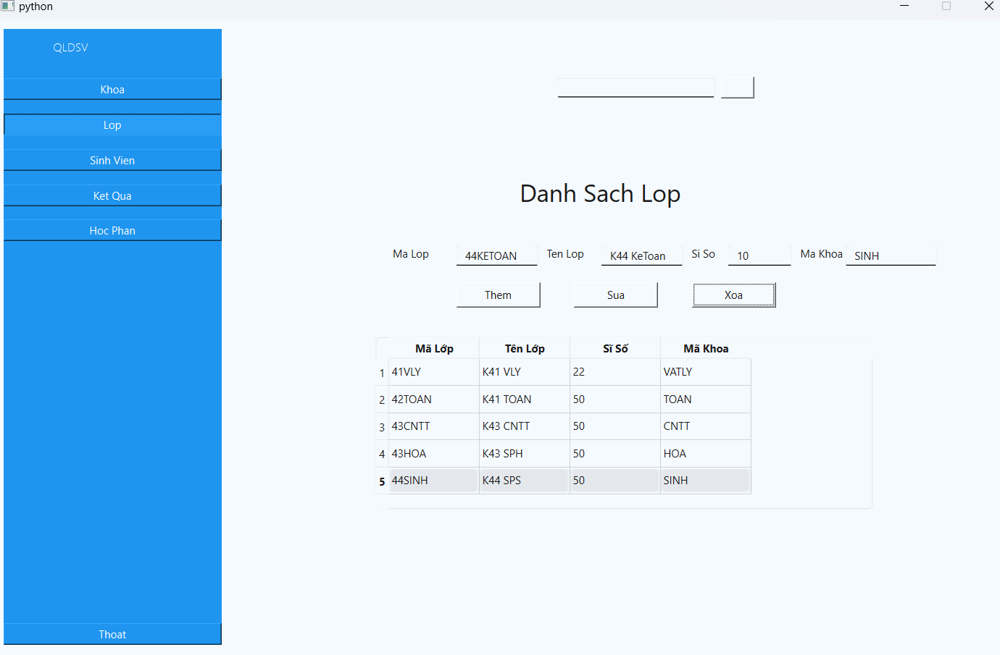 python
QLDSV
Khoa
Lop
Sinh Vien
Ket Qua
Hoc Phan
Thoat
Danh Sach Lop
Ma Lop 44KETOAN Ten Lop K44 KeToan Si So 10 Ma Khoa SINH
Them Sua Xoa
Mã Lớp Tên Lớp Sĩ Số Mã Khoa
1 41VLY K41 VLY 22 VATLY
2 42TOAN K41 TOAN 50 TOAN
3 43CNTT K43 CNTT 50 CNTT
4 43HOA K43 SPH 50 HOA
5 44SINH K44 SPS 50 SINH